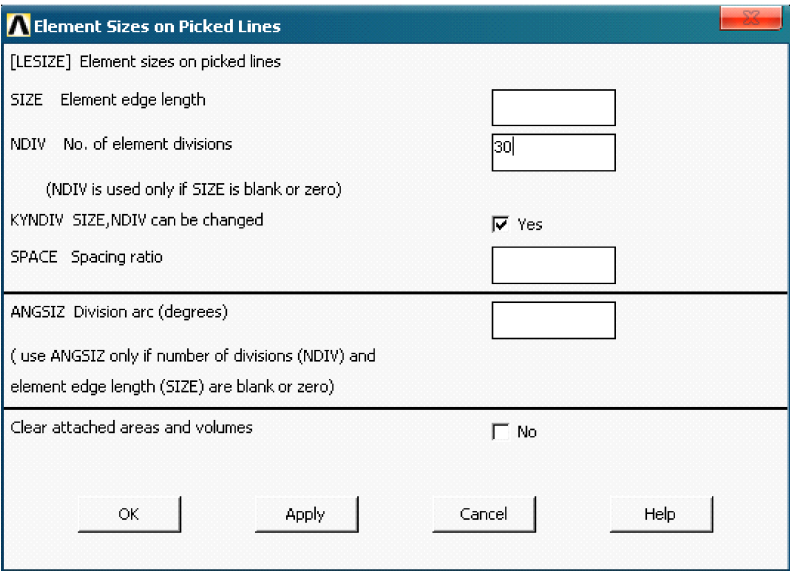 Element Sizes on Picked Lines
[LESIZE] Element sizes on picked lines
SIZE Element edge length
NDIV No. of element divisions 30
(NDIV is used only if SIZE is blank or zero)
KYNDIV SIZE,NDIV can be changed Yes
SPACE Spacing ratio
ANGSIZ Division arc (degrees)
( use ANGSIZ only if number of divisions (NDIV) and
element edge length (SIZE) are blank or zero)
Clear attached areas and volumes No
OK Apply Cancel Help